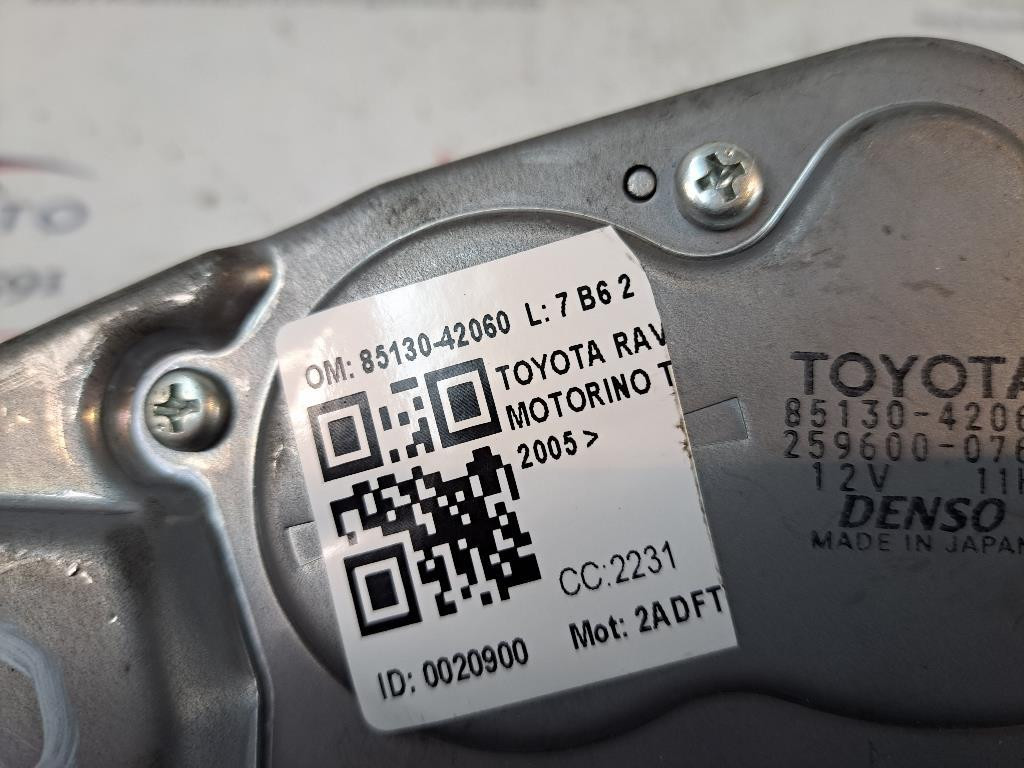 OM: 85130-42060 L: 7 B6 2
TOYOTA RAV
MOTORINO T
2005 >
CC:2231
Mot: 2ADFT
ID: 0020900
TOYOTA
85130-4206
259600-076
12V 11
DENSO
MADE IN JAPAN